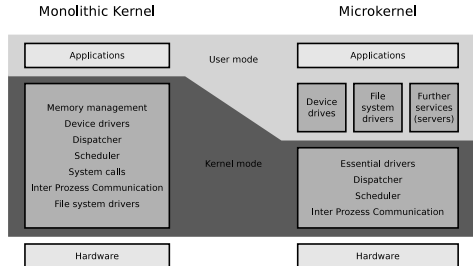 Monolithic Kernel
Microkernel
Applications
User mode
Applications
Device
drives
File
system
drivers
Further
services
(servers)
Memory management
Device drivers
Dispatcher
Scheduler
System calls
Inter Prozess Communication
File system drivers
Kernel mode
Essential drivers
Dispatcher
Scheduler
Inter Prozess Communication
Hardware
Hardware